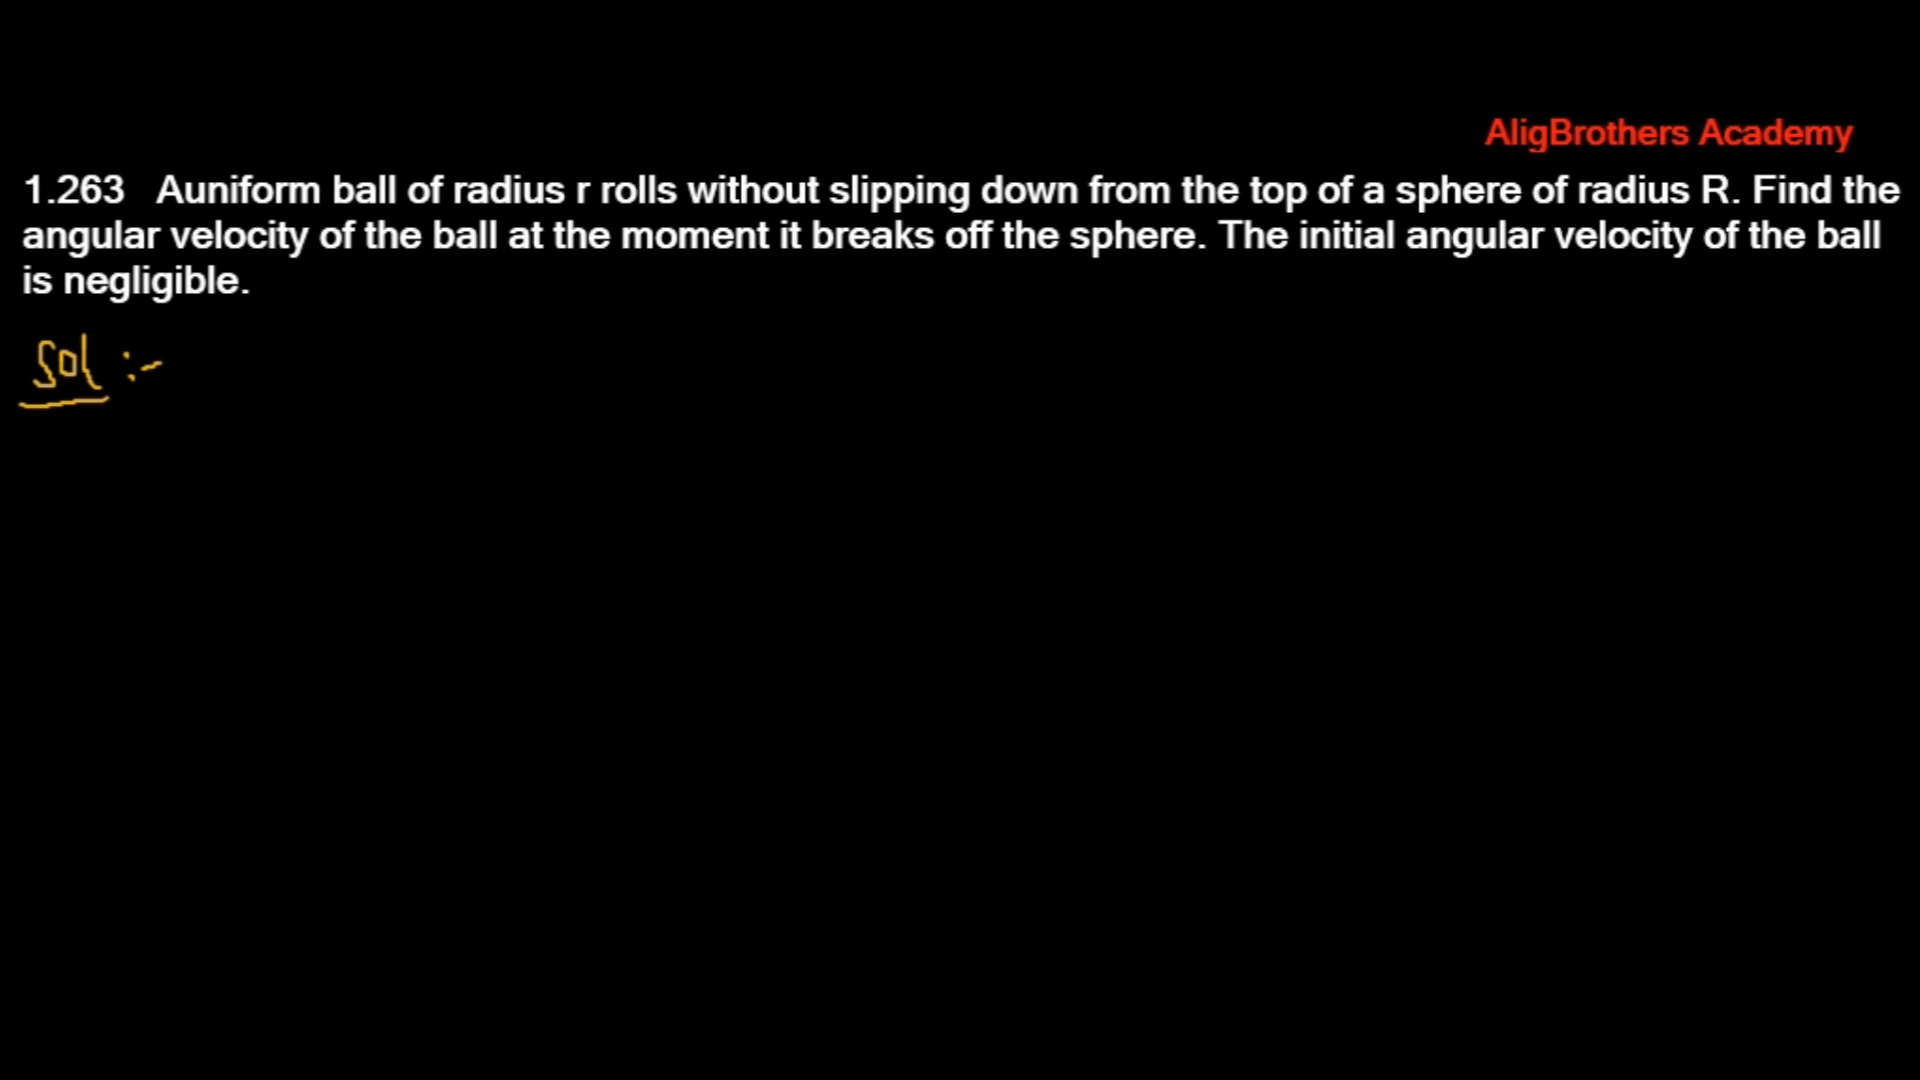 AligBrothers Academy
1.263 Auniform ball of radius r rolls without slipping down from the top of a sphere of radius R. Find the
angular velocity of the ball at the moment it breaks off the sphere. The initial angular velocity of the ball
is negligible.
Sol :-